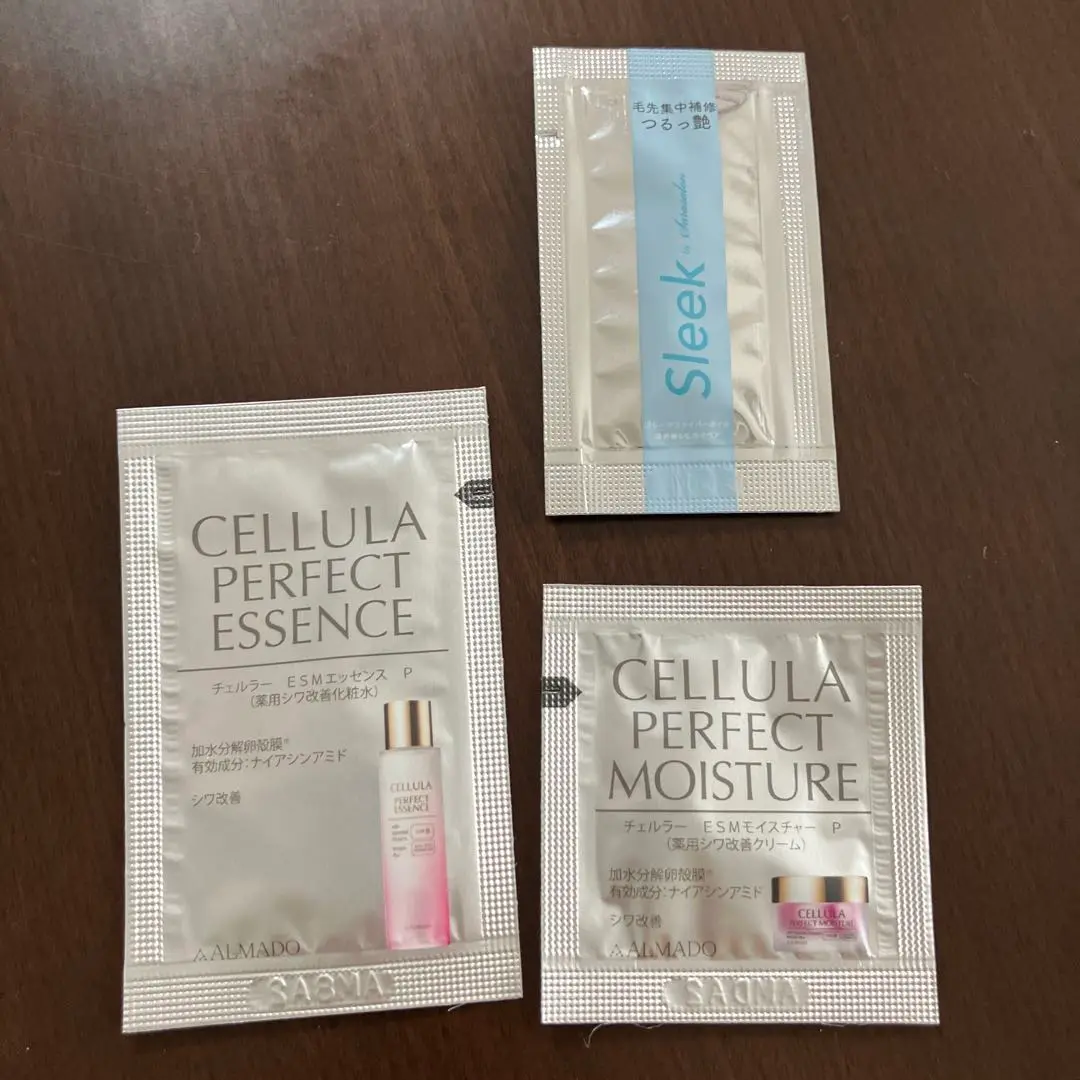 毛先集中補修
つるっ艶
Sleek by
CELLULA
PERFECT
ESSENCE
チェルラー ESMエッセンス P
(薬用シワ改善化粧水)
加水分解卵殻膜※
有効成分:ナイアシンアミド
シワ改善
CELLULA
PERFECT
ESSENCE
ALMADO
CELLULA
PERFECT
MOISTURE
チェルラー ESMモイスチャー P
(薬用シワ改善クリーム)
加水分解卵殻膜※
有効成分:ナイアシンアミド
シワ改善
CELLULA
PERFECT MOISTURE
ALMADO